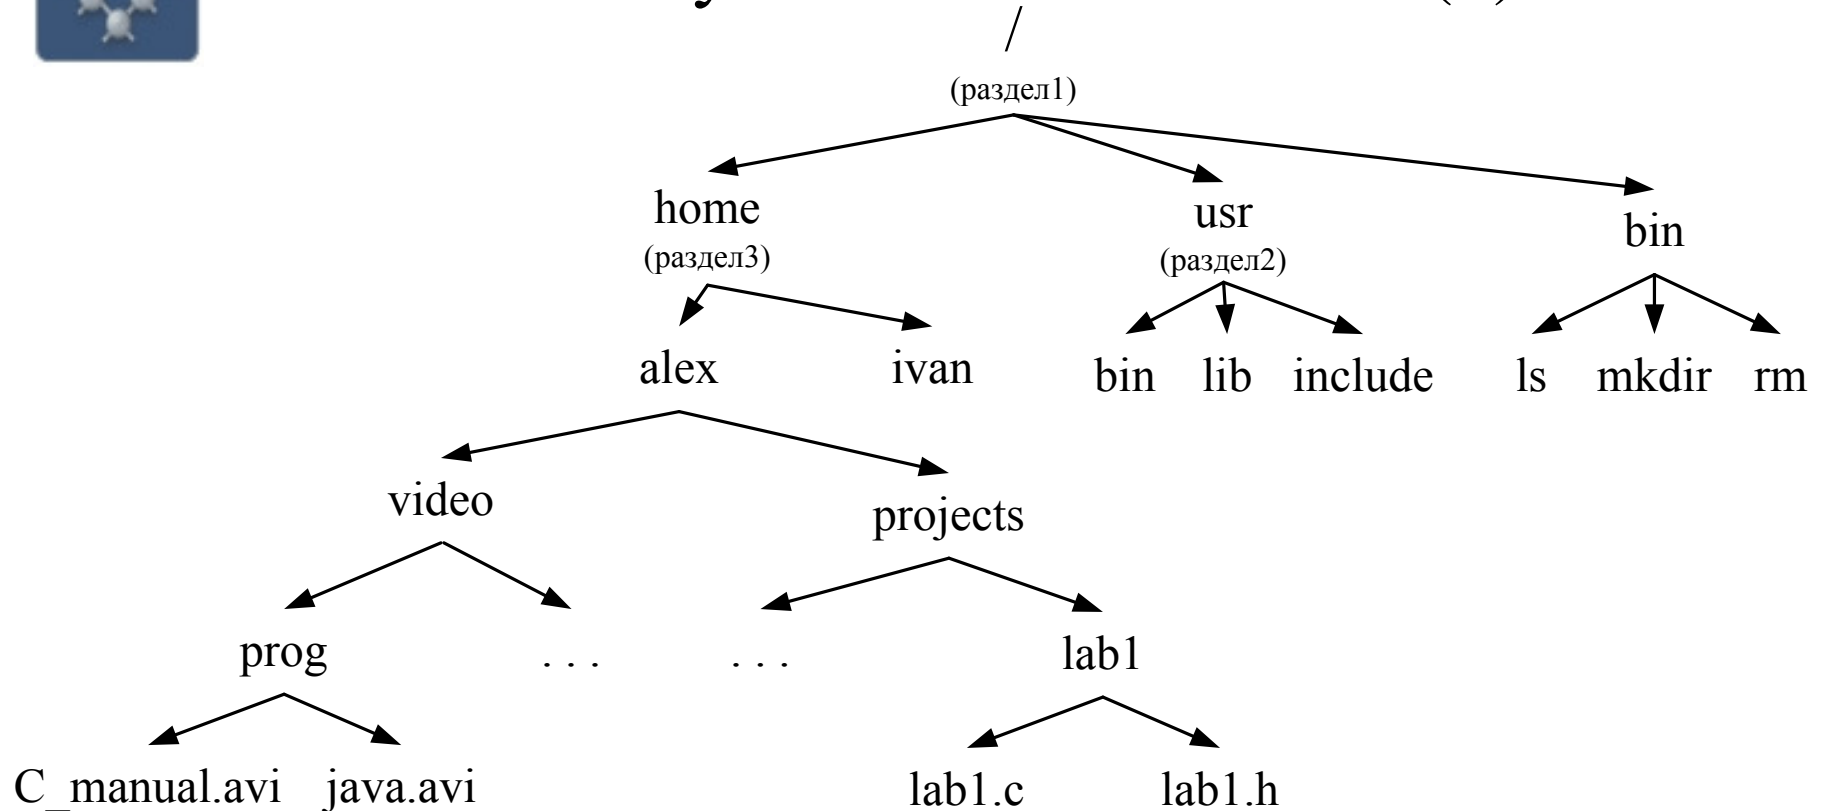 /
(раздел1)
home usr bin
(раздел3) (раздел2)
alex ivan bin lib include ls mkdir rm
video projects
prog . . . . . . lab1
C_manual.avi java.avi lab1.c lab1.h